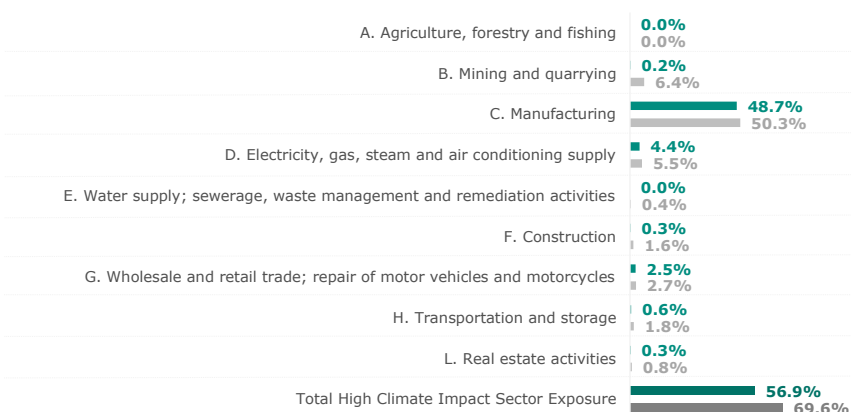 A. Agriculture, forestry and fishing 0.0%
0.0%
B. Mining and quarrying 0.2%
6.4%
C. Manufacturing 48.7%
50.3%
D. Electricity, gas, steam and air conditioning supply 4.4%
5.5%
E. Water supply; sewerage, waste management and remediation activities 0.0%
0.4%
F. Construction 0.3%
1.6%
G. Wholesale and retail trade; repair of motor vehicles and motorcycles 2.5%
2.7%
H. Transportation and storage 0.6%
1.8%
L. Real estate activities 0.3%
0.8%
Total High Climate Impact Sector Exposure 56.9%
69.6%